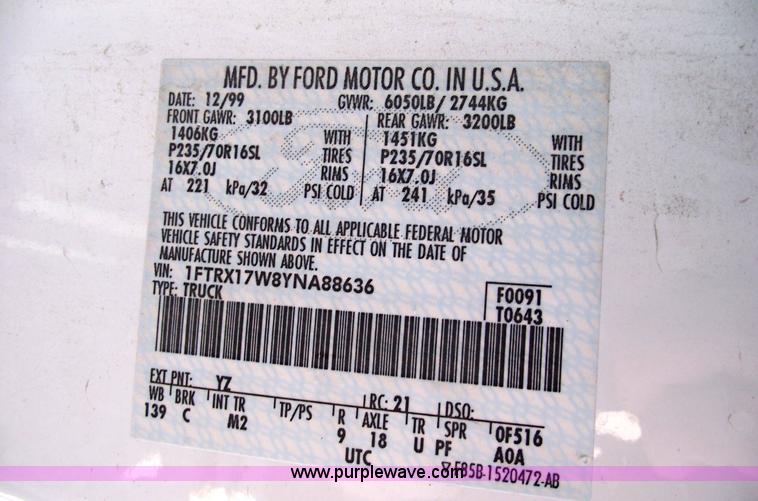 MFD. BY FORD MOTOR CO. IN U.S.A.
DATE: 12/99 GVWR: 6050LB/ 2744KG
FRONT GAWR: 3100LB REAR GAWR: 3200LB
1406KG WITH 1451KG WITH
P235/70R16SL TIRES P235/70R16SL TIRES
16X7.0J RIMS 16X7.0J RIMS
AT 221 kPa/32 PSI COLD AT 241 kPa/35 PSI COLD
THIS VEHICLE CONFORMS TO ALL APPLICABLE FEDERAL MOTOR
VEHICLE SAFETY STANDARDS IN EFFECT ON THE DATE OF
MANUFACTURE SHOWN ABOVE.
VIN: 1FTRX17W8YNA88636 F0091
TYPE: TRUCK T0643
EXT PNT: YZ RC: 21 DSO:
WB BRK INT TR TP/PS R AXLE TR SPR 0F516
139 C M2 9 18 U PF A0A
UTC 1520472-AB
www.purplewave.com